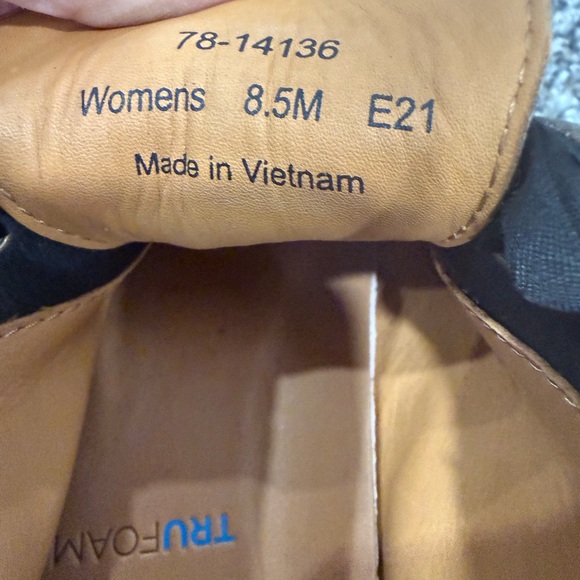 78-14136
Womens 8.5M E21
Made in Vietnam
TRUFOAM